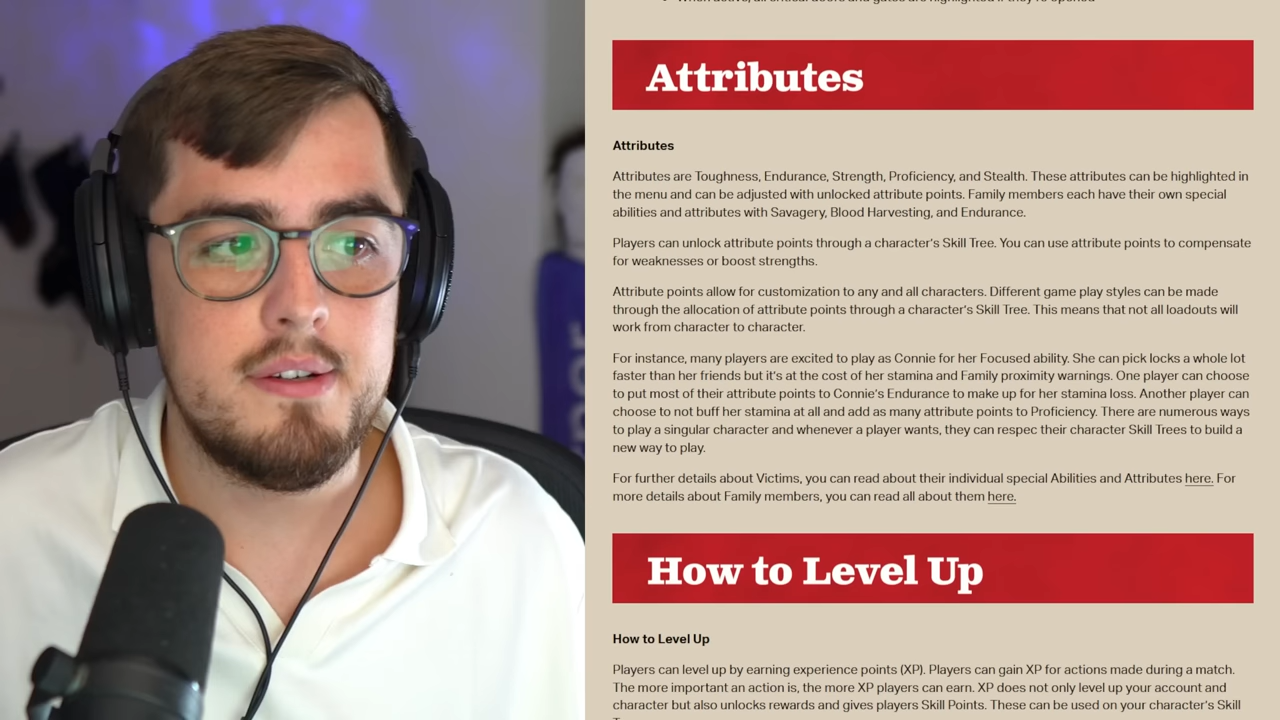 When active, all critical doors and gates are highlighted if they're opened
Attributes
Attributes
Attributes are Toughness, Endurance, Strength, Proficiency, and Stealth. These attributes can be highlighted in
the menu and can be adjusted with unlocked attribute points. Family members each have their own special
abilities and attributes with Savagery, Blood Harvesting, and Endurance.
Players can unlock attribute points through a character's Skill Tree. You can use attribute points to compensate
for weaknesses or boost strengths.
Attribute points allow for customization to any and all characters. Different game play styles can be made
through the allocation of attribute points through a character's Skill Tree. This means that not all loadouts will
work from character to character.
For instance, many players are excited to play as Connie for her Focused ability. She can pick locks a whole lot
faster than her friends but it's at the cost of her stamina and Family proximity warnings. One player can choose
to put most of their attribute points to Connie's Endurance to make up for her stamina loss. Another player can
choose to not buff her stamina at all and add as many attribute points to Proficiency. There are numerous ways
to play a singular character and whenever a player wants, they can respec their character Skill Trees to build a
new way to play.
For further details about Victims, you can read about their individual special Abilities and Attributes here. For
more details about Family members, you can read all about them here.
How to Level Up
How to Level Up
Players can level up by earning experience points (XP). Players can gain XP for actions made during a match.
The more important an action is, the more XP players can earn. XP does not only level up your account and
character but also unlocks rewards and gives players Skill Points. These can be used on your character's Skill